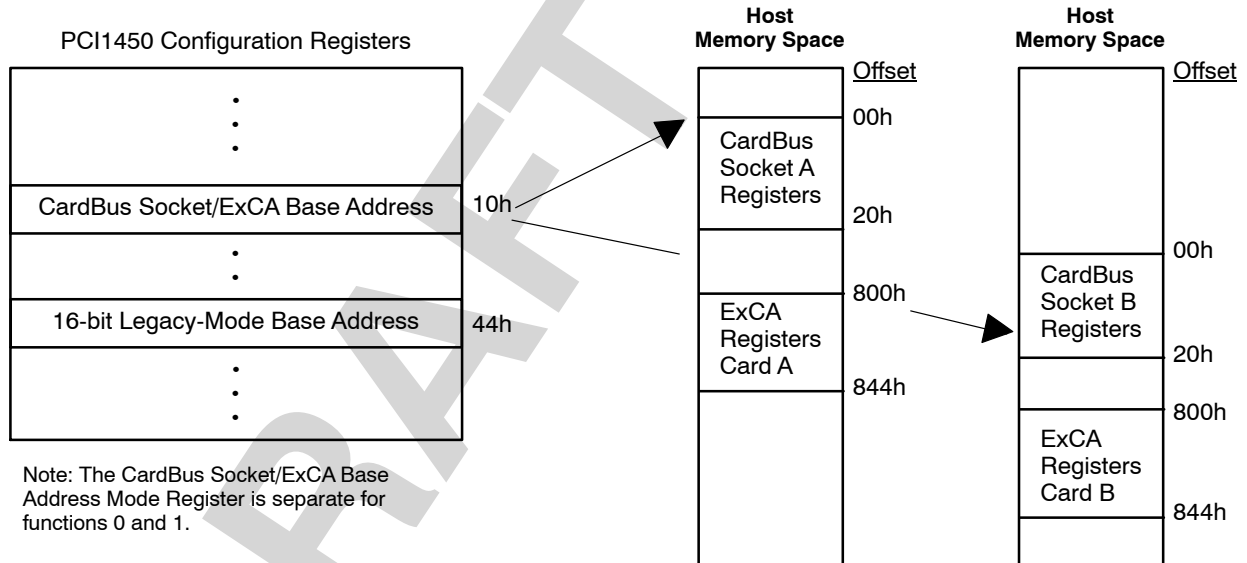 PCI1450 Configuration Registers
CardBus Socket/ExCA Base Address
10h
16-bit Legacy-Mode Base Address
44h
Note: The CardBus Socket/ExCA Base
Address Mode Register is separate for
functions 0 and 1.
Host
Memory Space
Offset
00h
CardBus
Socket A
Registers
20h
800h
ExCA
Registers
Card A
844h
Host
Memory Space
Offset
00h
CardBus
Socket B
Registers
20h
800h
ExCA
Registers
Card B
844h
RAFT